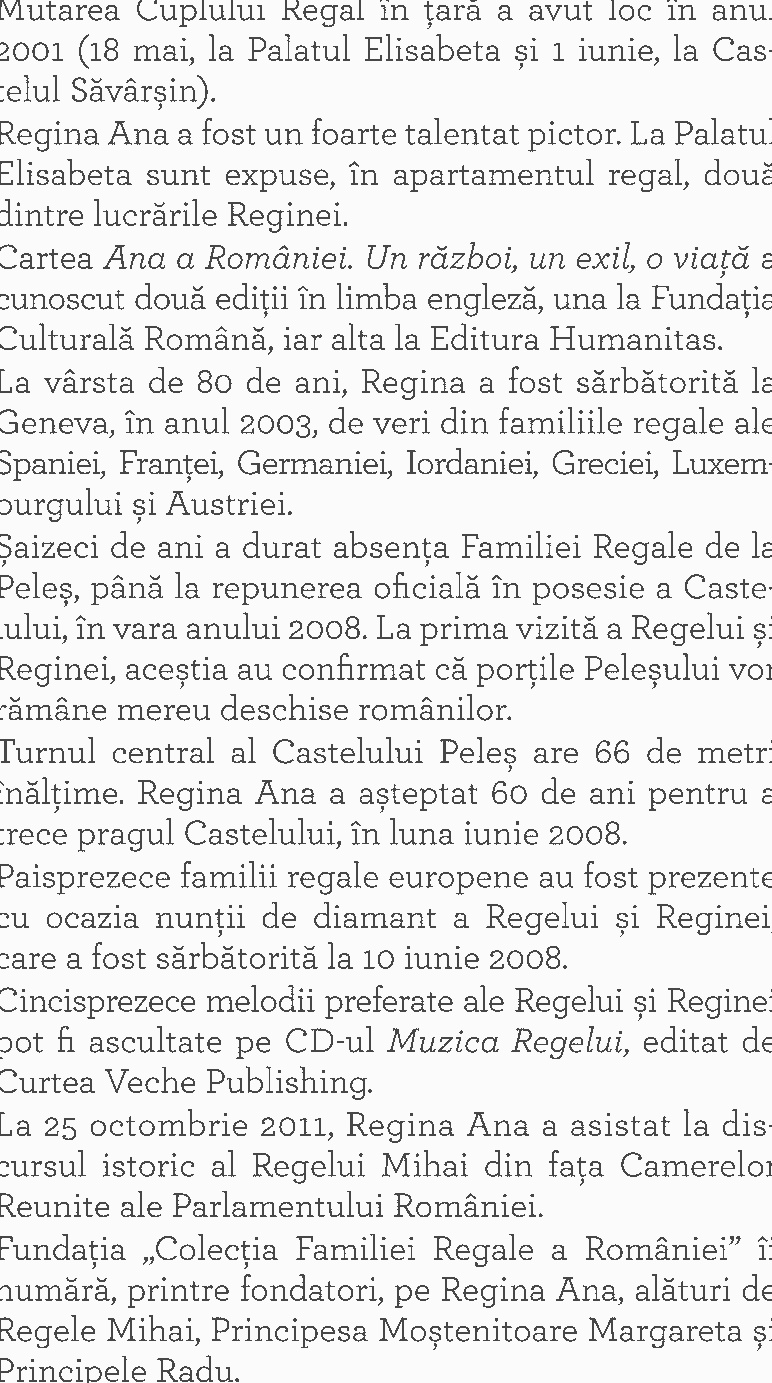 Mutarea Cuplului Regal în țară a avut loc în anul
2001 (18 mai, la Palatul Elisabeta și 1 iunie, la Cas-
telul Săvârșin).
Regina Ana a fost un foarte talentat pictor. La Palatul
Elisabeta sunt expuse, în apartamentul regal, două
dintre lucrările Reginei.
Cartea Ana a României. Un război, un exil, o viață a
cunoscut două ediții în limba engleză, una la Fundația
Culturală Română, iar alta la Editura Humanitas.
La vârsta de 80 de ani, Regina a fost sărbătorită la
Geneva, în anul 2003, de veri din familiile regale ale
Spaniei, Franței, Germaniei, Iordaniei, Greciei, Luxem-
burgului și Austriei.
Șaizeci de ani a durat absența Familiei Regale de la
Peleș, până la repunerea oficială în posesie a Caste-
lului, în vara anului 2008. La prima vizită a Regelui și
Reginei, aceștia au confirmat că porțile Peleșului vor
rămâne mereu deschise românilor.
Turnul central al Castelului Peleș are 66 de metri
înălțime. Regina Ana a așteptat 60 de ani pentru a
trece pragul Castelului, în luna iunie 2008.
Paisprezece familii regale europene au fost prezente
cu ocazia nunții de diamant a Regelui și Reginei,
care a fost sărbătorită la 10 iunie 2008.
Cincisprezece melodii preferate ale Regelui și Reginei
pot fi ascultate pe CD-ul Muzica Regelui, editat de
Curtea Veche Publishing.
La 25 octombrie 2011, Regina Ana a asistat la dis-
cursul istoric al Regelui Mihai din fața Camerelor
Reunite ale Parlamentului României.
Fundația „Colecția Familiei Regale a României” îi
numără, printre fondatori, pe Regina Ana, alături de
Regele Mihai, Principesa Moștenitoare Margareta și
Principele Radu.